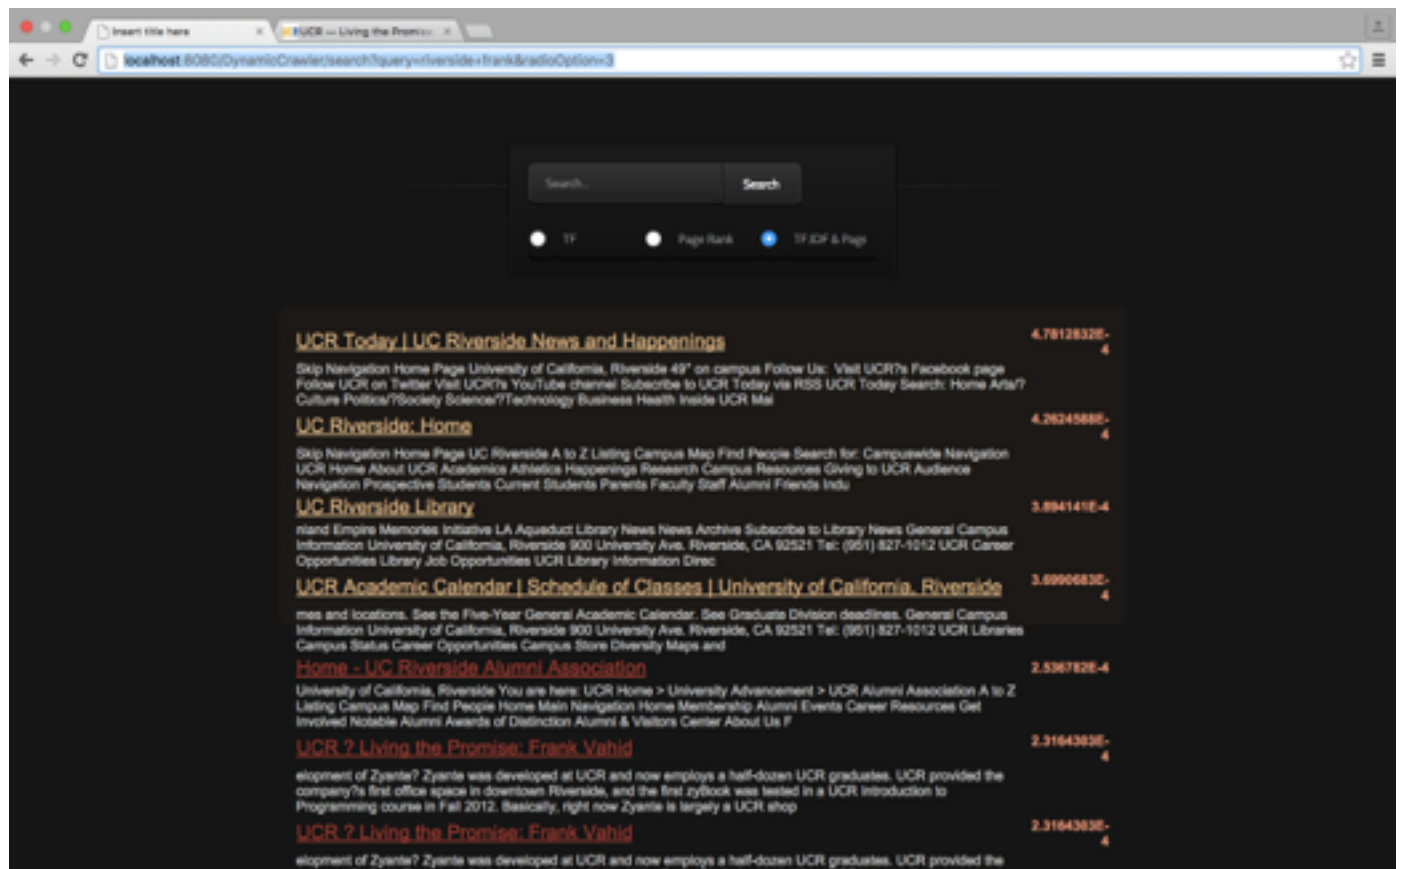 Insert title here
UCR — Living the Promise:
localhost:8080/DynamicCrawler/search?query=riverside+frank&radioOption=3
Search..
Search
TF
Page Rank
TF.IDF & Page
UCR Today | UC Riverside News and Happenings
4.7812832E-
4
Skip Navigation Home Page University of California, Riverside 49° on campus Follow Us: Visit UCR?s Facebook page
Follow UCR on Twitter Visit UCR?s YouTube channel Subscribe to UCR Today via RSS UCR Today Search: Home Arts/?
Culture Politics/?Society Science/?Technology Business Health Inside UCR Mai
UC Riverside: Home
4.2624588E-
4
Skip Navigation Home Page UC Riverside A to Z Listing Campus Map Find People Search for: Campuswide Navigation
UCR Home About UCR Academics Athletics Happenings Research Campus Resources Giving to UCR Audience
Navigation Prospective Students Current Students Parents Faculty Staff Alumni Friends Indu
UC Riverside Library
3.894141E-4
nland Empire Memories Initiative LA Aqueduct Library News News Archive Subscribe to Library News General Campus
Information University of California, Riverside 900 University Ave. Riverside, CA 92521 Tel: (951) 827-1012 UCR Career
Opportunities Library Job Opportunities UCR Library Information Direc
UCR Academic Calendar | Schedule of Classes | University of California, Riverside
3.6990683E-
4
mes and locations. See the Five-Year General Academic Calendar. See Graduate Division deadlines. General Campus
Information University of California, Riverside 900 University Ave. Riverside, CA 92521 Tel: (951) 827-1012 UCR Libraries
Campus Status Career Opportunities Campus Store Diversity Maps and
Home - UC Riverside Alumni Association
2.536782E-4
University of California, Riverside You are here: UCR Home > University Advancement > UCR Alumni Association A to Z
Listing Campus Map Find People Home Main Navigation Home Membership Alumni Events Career Resources Get
Involved Notable Alumni Awards of Distinction Alumni & Visitors Center About Us F
UCR ? Living the Promise: Frank Vahid
2.3164303E-
4
elopment of Zyante? Zyante was developed at UCR and now employs a half-dozen UCR graduates. UCR provided the
company?s first office space in downtown Riverside, and the first zyBook was tested in a UCR Introduction to
Programming course in Fall 2012. Basically, right now Zyante is largely a UCR shop
UCR ? Living the Promise: Frank Vahid
2.3164303E-
4
elopment of Zyante? Zyante was developed at UCR and now employs a half-dozen UCR graduates. UCR provided the